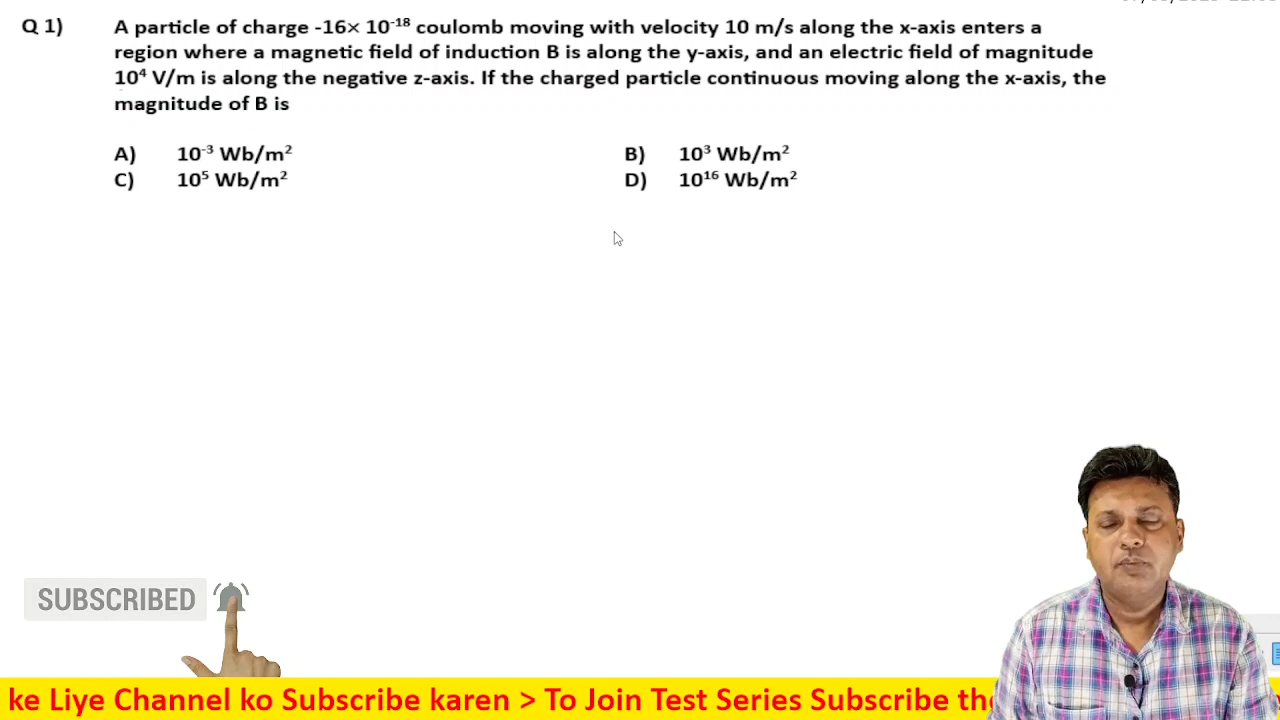 Q 1) A particle of charge -16× 10⁻¹⁸ coulomb moving with velocity 10 m/s along the x-axis enters a
region where a magnetic field of induction B is along the y-axis, and an electric field of magnitude
10⁴ V/m is along the negative z-axis. If the charged particle continuous moving along the x-axis, the
magnitude of B is
A) 10⁻³ Wb/m² B) 10³ Wb/m²
C) 10⁵ Wb/m² D) 10¹⁶ Wb/m²
SUBSCRIBED
ke Liye Channel ko Subscribe karen > To Join Test Series Subscribe the